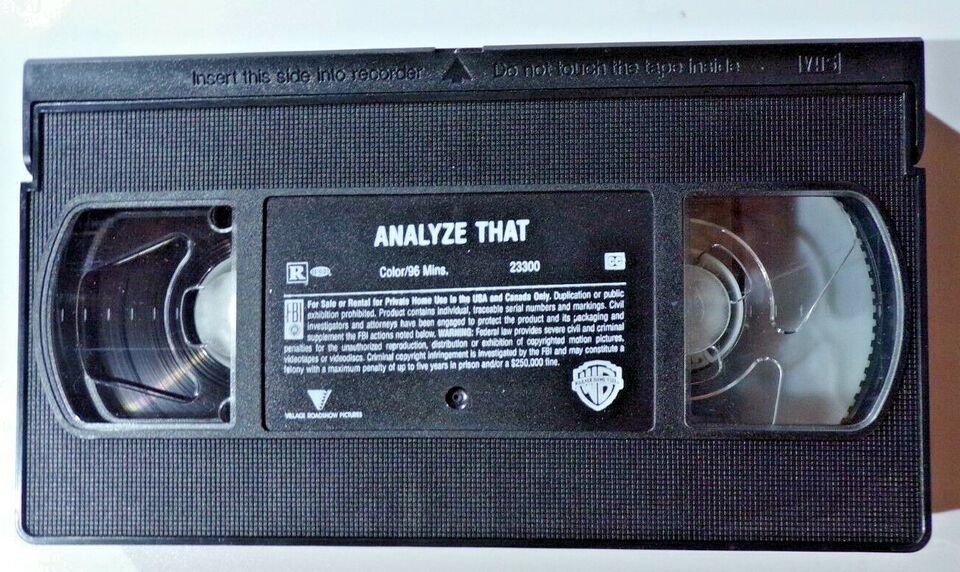 Insert this side into recorder Do not touch the tape inside VHS
ANALYZE THAT
R Color/96 Mins. 23300 CC
FBI
For Sale or Rental for Private Home Use in the USA and Canada Only. Duplication or public
exhibition prohibited. Product contains individual, traceable serial numbers and markings. Civil
investigators and attorneys have been engaged to protect the product and its packaging and
supplement the FBI actions noted below. WARNING: Federal law provides severe civil and criminal
penalties for the unauthorized reproduction, distribution or exhibition of copyrighted motion pictures,
videotapes or videodiscs. Criminal copyright infringement is investigated by the FBI and may constitute a
felony with a maximum penalty of up to five years in prison and/or a $250,000 fine.
VILLAGE ROADSHOW PICTURES
WARNER HOME VIDEO